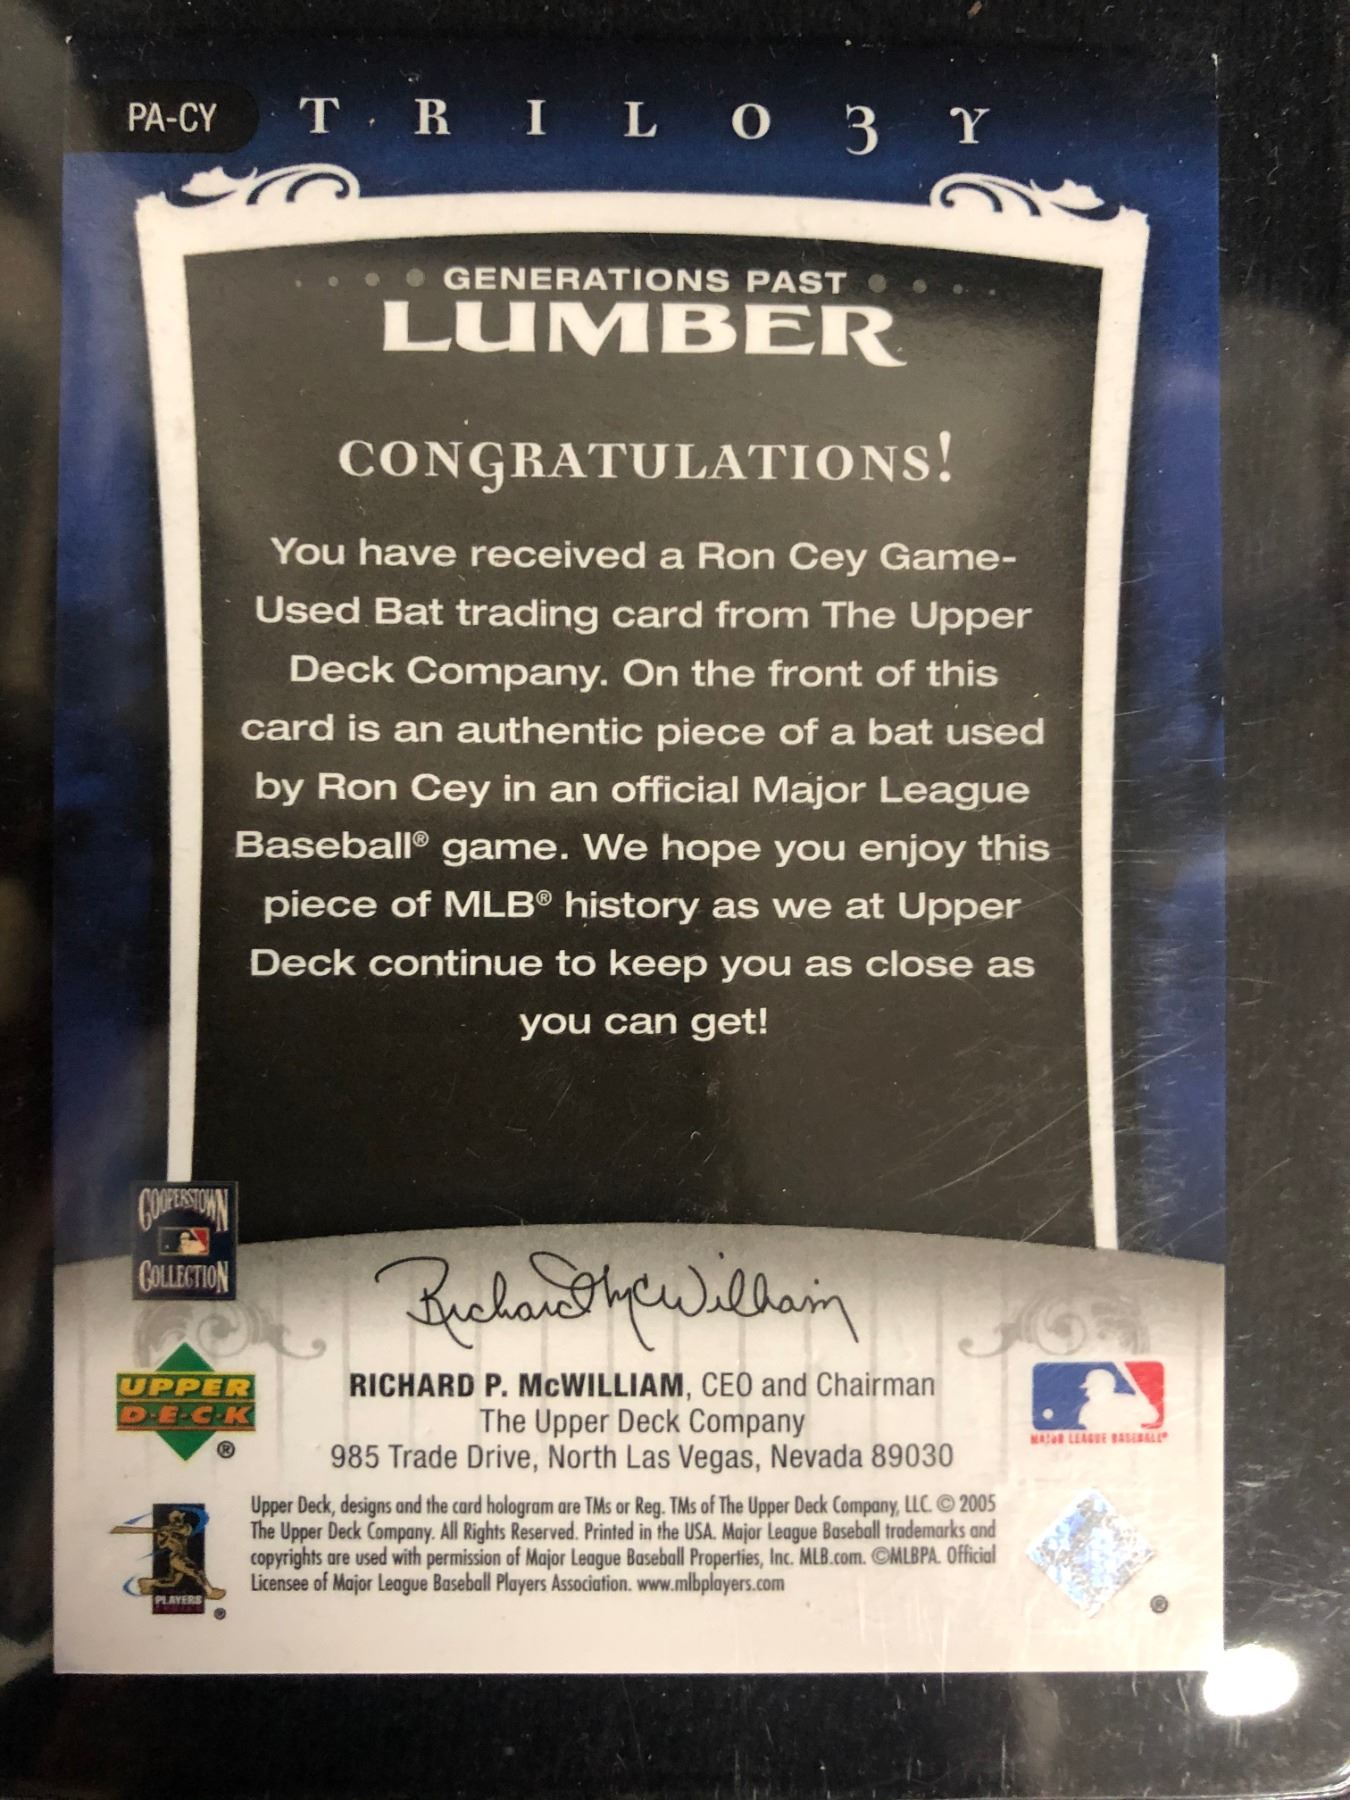 PA-CY
TRILO3Y
GENERATIONS PAST
LUMBER
CONGRATULATIONS!
You have received a Ron Cey Game-
Used Bat trading card from The Upper
Deck Company. On the front of this
card is an authentic piece of a bat used
by Ron Cey in an official Major League
Baseball® game. We hope you enjoy this
piece of MLB® history as we at Upper
Deck continue to keep you as close as
you can get!
COOPERSTOWN
COLLECTION
Richard McWilliam
UPPER
D·E·C·K
®
RICHARD P. McWILLIAM, CEO and Chairman
The Upper Deck Company
985 Trade Drive, North Las Vegas, Nevada 89030
MAJOR LEAGUE BASEBALL®
Upper Deck, designs and the card hologram are TMs or Reg. TMs of The Upper Deck Company, LLC. © 2005
The Upper Deck Company. All Rights Reserved. Printed in the USA. Major League Baseball trademarks and
copyrights are used with permission of Major League Baseball Properties, Inc. MLB.com. ©MLBPA. Official
Licensee of Major League Baseball Players Association. www.mlbplayers.com
PLAYERS
®
®